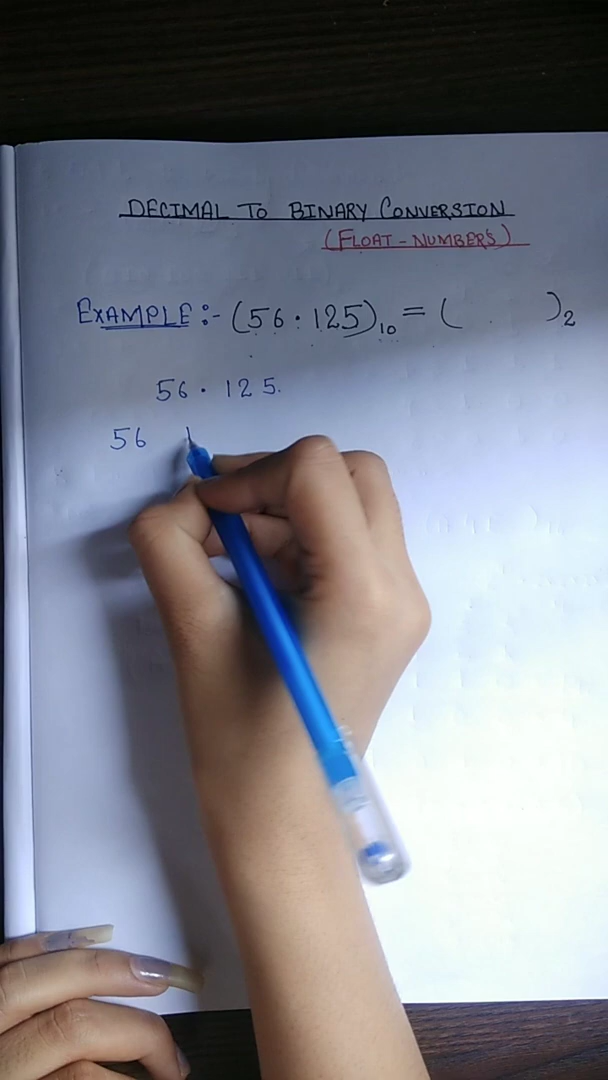 DECIMAL TO BINARY CONVERSION
(FLOAT - NUMBERS)
EXAMPLE :- (56.125)10 = ( . )2
56.125.
56